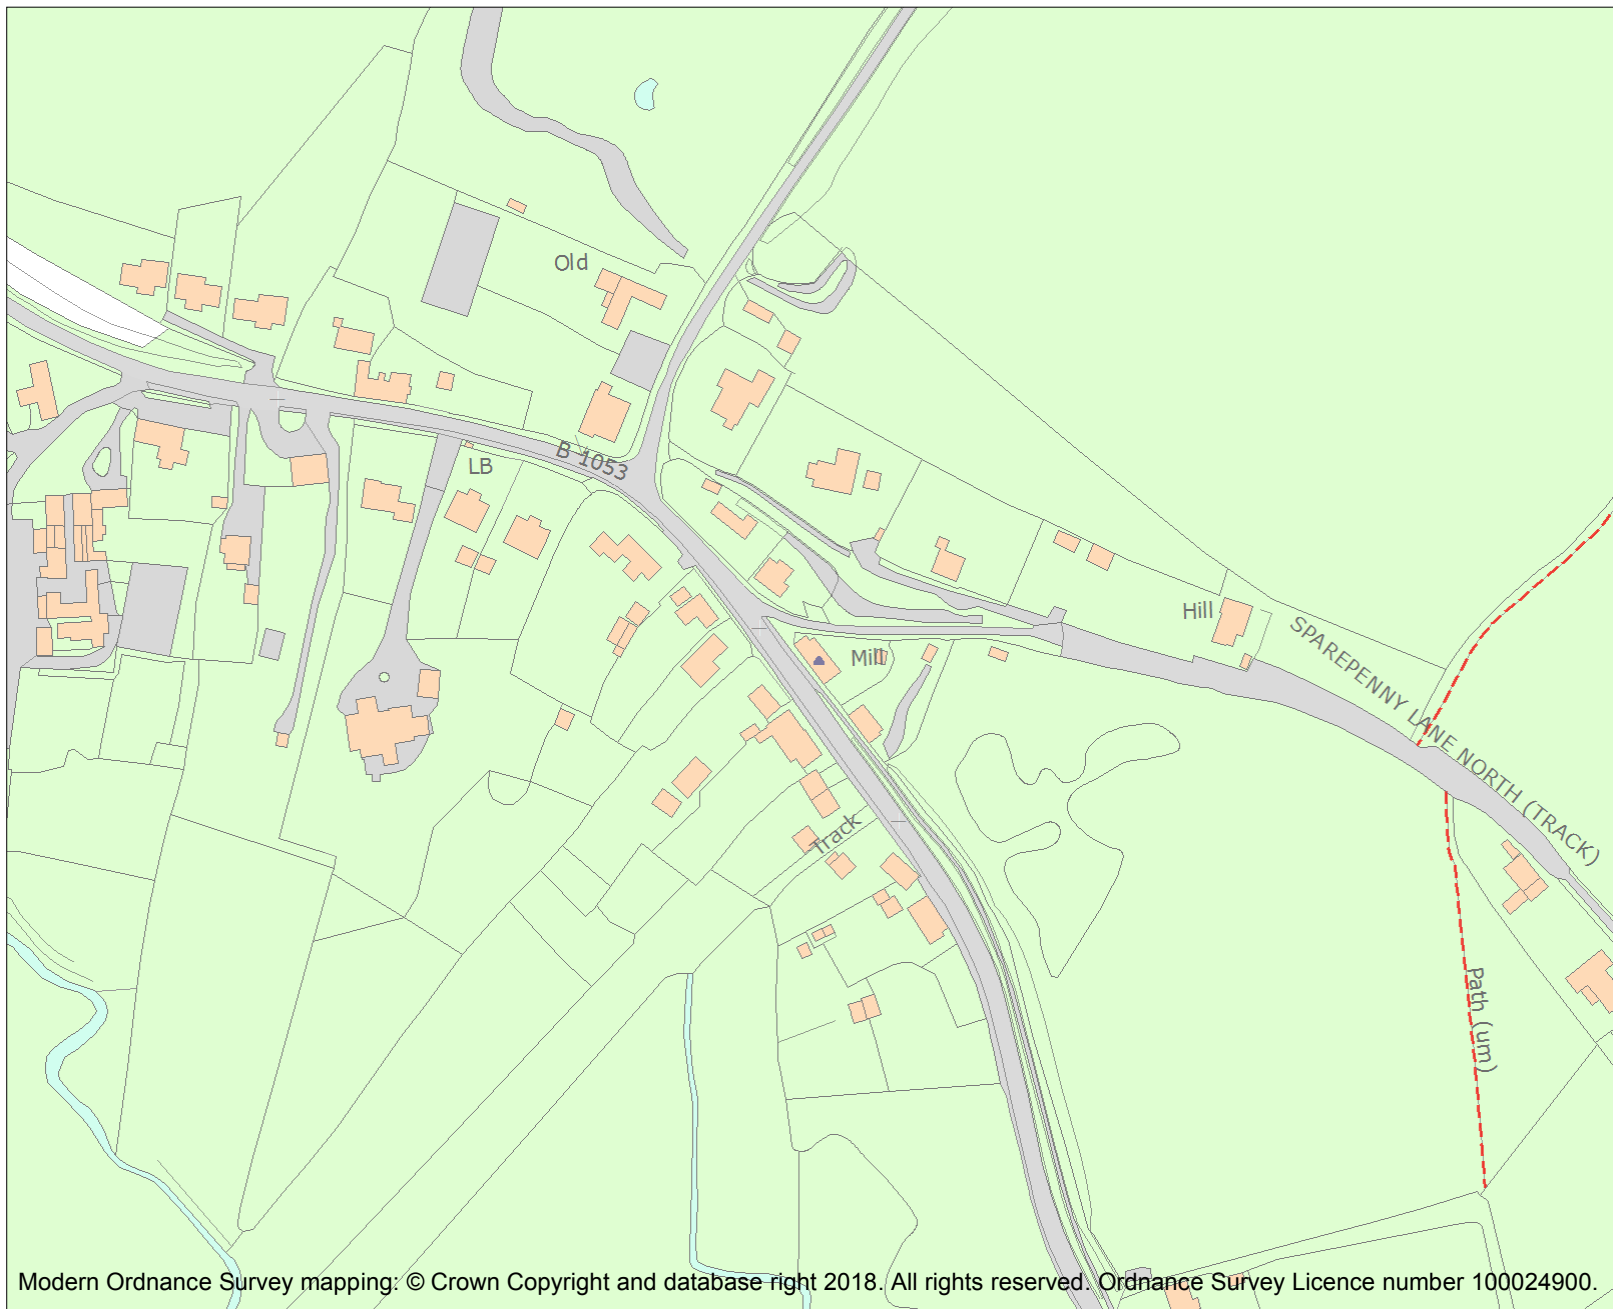 Old
B 1053
LB
Hill
SPAREPENNY LANE NORTH (TRACK)
Mill
Track
Path (um)
Modern Ordnance Survey mapping: © Crown Copyright and database right 2018. All rights reserved. Ordnance Survey Licence number 100024900.